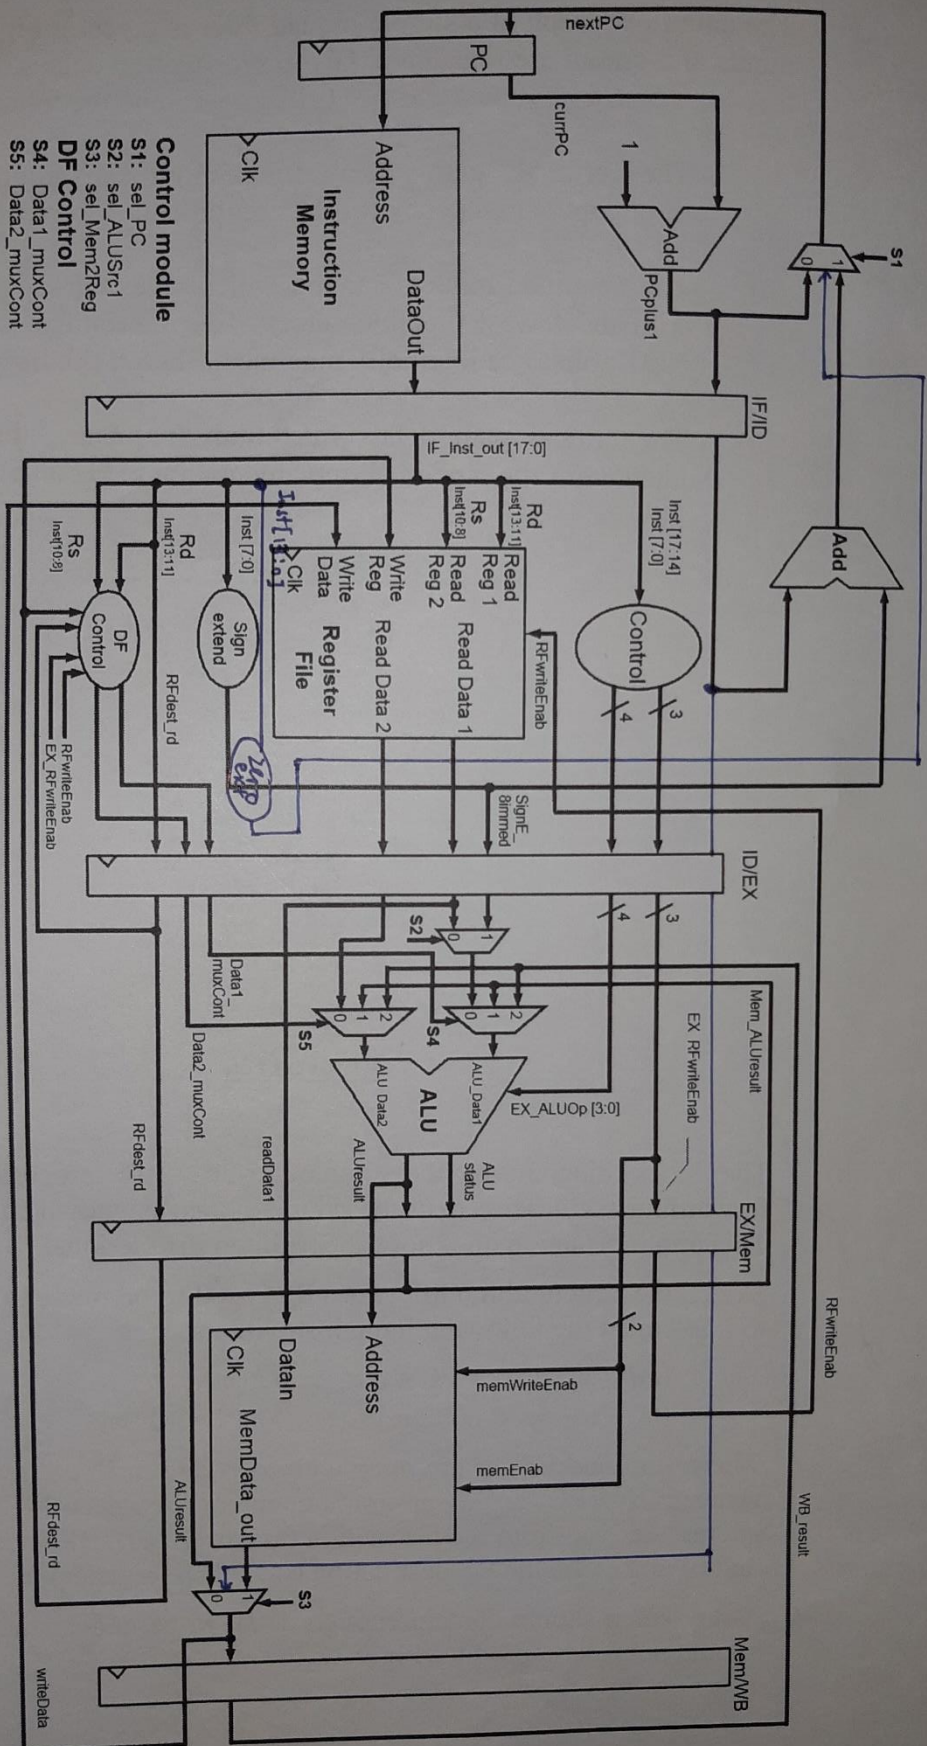 nextPC
PC
currPC
1
Add
PCplus1
S1
1
0
Address
DataOut
Instruction
Memory
Clk
Control module
S1: sel_PC
S2: sel_ALUSrc1
S3: sel_Mem2Reg
DF Control
S4: Data1_muxCont
S5: Data2_muxCont
IF/ID
IF_Inst_out [17:0]
Add
Inst [17:14]
Inst [7:0]
Control
3
4
Rd
Inst[13:11]
Rs
Inst[10:8]
Read
Reg 1
Read
Reg 2
Write
Reg
Write
Data
Clk
Read Data 1
Read Data 2
Register
File
RFwriteEnab
Inst [7:0]
Sign
extend
zero
ext
SignE_
8immed
Rd
Inst[13:11]
Rs
Inst[10:8]
DF
Control
RFdest_rd
RFwriteEnab
EX_RFwriteEnab
ID/EX
3
4
S2
1
0
2
1
0
S4
2
1
0
S5
Data1_
muxCont
Data2_muxCont
ALU_Data1
ALU
ALU_Data2
EX_ALUOp [3:0]
ALU
status
ALUresult
readData1
RFdest_rd
Mem_ALUresult
EX_RFwriteEnab
EX/Mem
2
RFwriteEnab
Address
DataIn
Clk
MemData_out
memWriteEnab
memEnab
WB_result
ALUresult
RFdest_rd
S3
1
0
Mem/WB
writeData